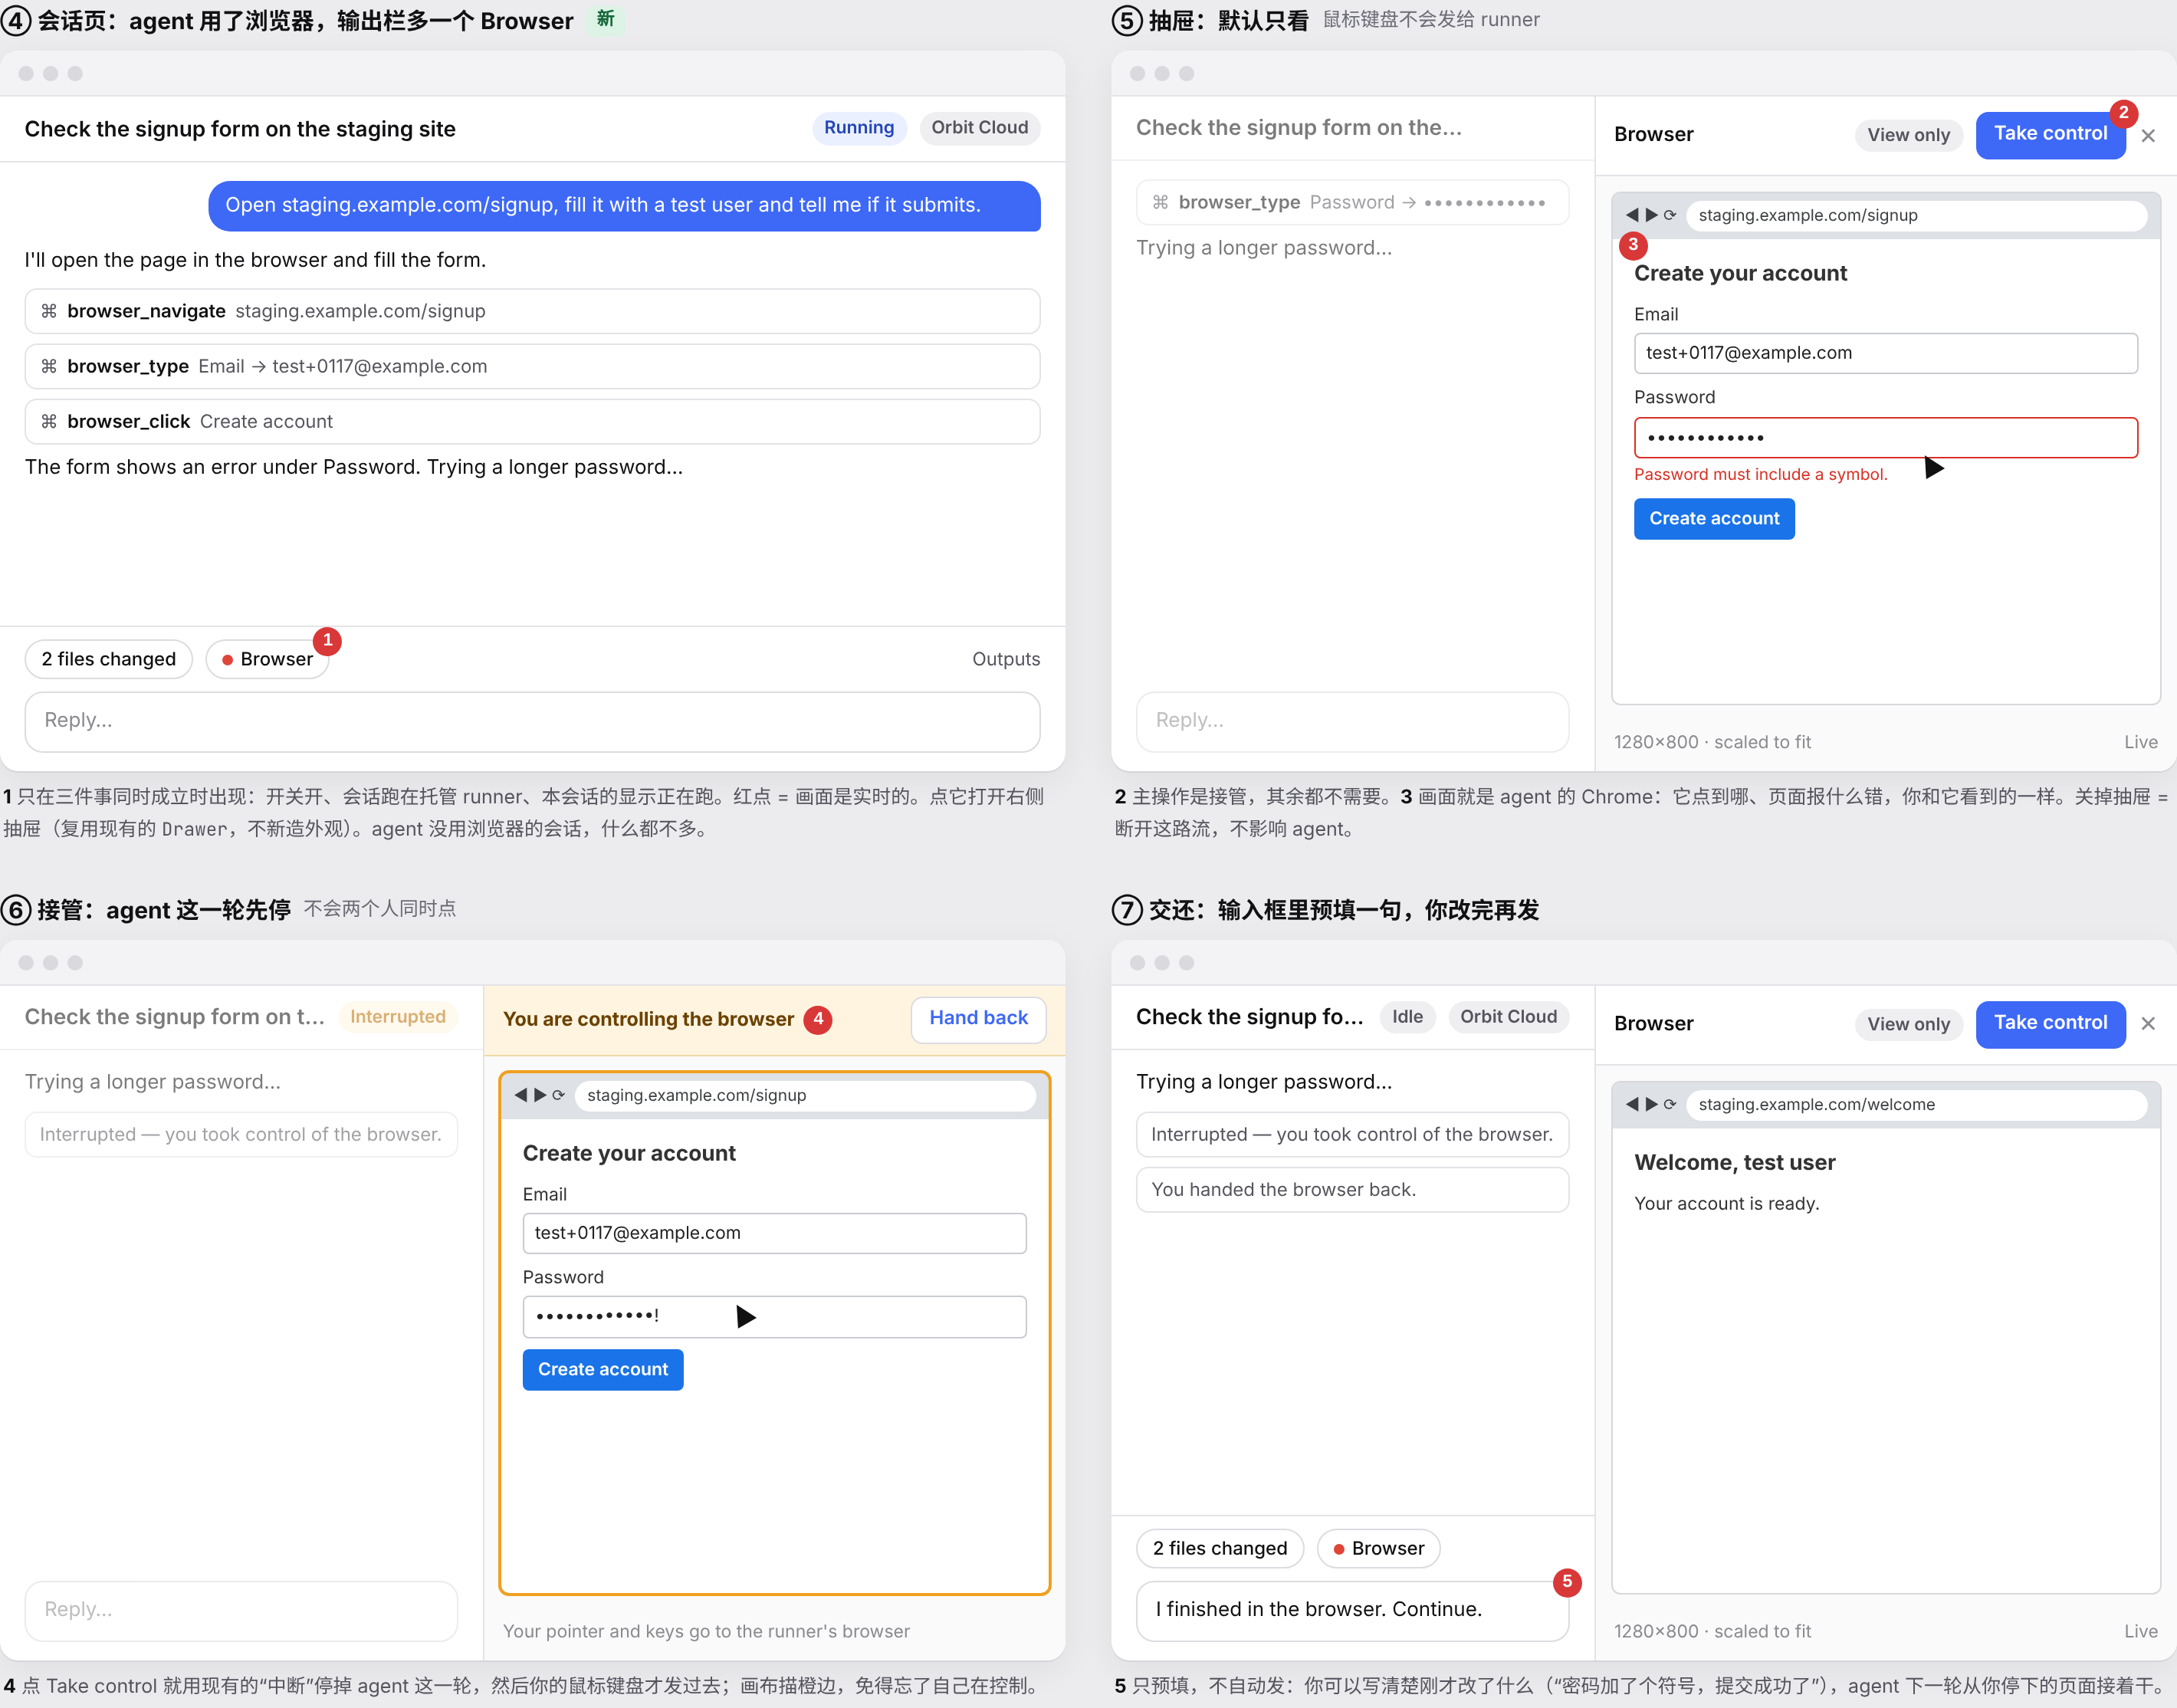 ④ 会话页：agent 用了浏览器，输出栏多一个 Browser 新
Check the signup form on the staging site
Running
Orbit Cloud
Open staging.example.com/signup, fill it with a test user and tell me if it submits.
I'll open the page in the browser and fill the form.
⌘ browser_navigate staging.example.com/signup
⌘ browser_type Email → test+0117@example.com
⌘ browser_click Create account
The form shows an error under Password. Trying a longer password...
2 files changed
Browser
1
Outputs
Reply...
1 只在三件事同时成立时出现：开关开、会话跑在托管 runner、本会话的显示正在跑。红点 = 画面是实时的。点它打开右侧
抽屉（复用现有的 Drawer，不新造外观）。agent 没用浏览器的会话，什么都不多。
⑤ 抽屉：默认只看 鼠标键盘不会发给 runner
Check the signup form on the...
⌘ browser_type Password → ••••••••••••
Trying a longer password...
Reply...
Browser
View only
Take control
2
×
◀ ▶ ⟳ staging.example.com/signup
3
Create your account
Email
test+0117@example.com
Password
••••••••••••
Password must include a symbol.
Create account
1280×800 · scaled to fit
Live
2 主操作是接管，其余都不需要。3 画面就是 agent 的 Chrome：它点到哪、页面报什么错，你和它看到的一样。关掉抽屉 =
断开这路流，不影响 agent。
⑥ 接管：agent 这一轮先停 不会两个人同时点
Check the signup form on t...
Interrupted
Trying a longer password...
Interrupted — you took control of the browser.
Reply...
You are controlling the browser 4
Hand back
◀ ▶ ⟳ staging.example.com/signup
Create your account
Email
test+0117@example.com
Password
••••••••••••!
Create account
Your pointer and keys go to the runner's browser
4 点 Take control 就用现有的“中断”停掉 agent 这一轮，然后你的鼠标键盘才发过去；画布描橙边，免得忘了自己在控制。
⑦ 交还：输入框里预填一句，你改完再发
Check the signup fo...
Idle
Orbit Cloud
Trying a longer password...
Interrupted — you took control of the browser.
You handed the browser back.
2 files changed
Browser
5
I finished in the browser. Continue.
Browser
View only
Take control
×
◀ ▶ ⟳ staging.example.com/welcome
Welcome, test user
Your account is ready.
1280×800 · scaled to fit
Live
5 只预填，不自动发：你可以写清楚刚才改了什么（“密码加了个符号，提交成功了”），agent 下一轮从你停下的页面接着干。